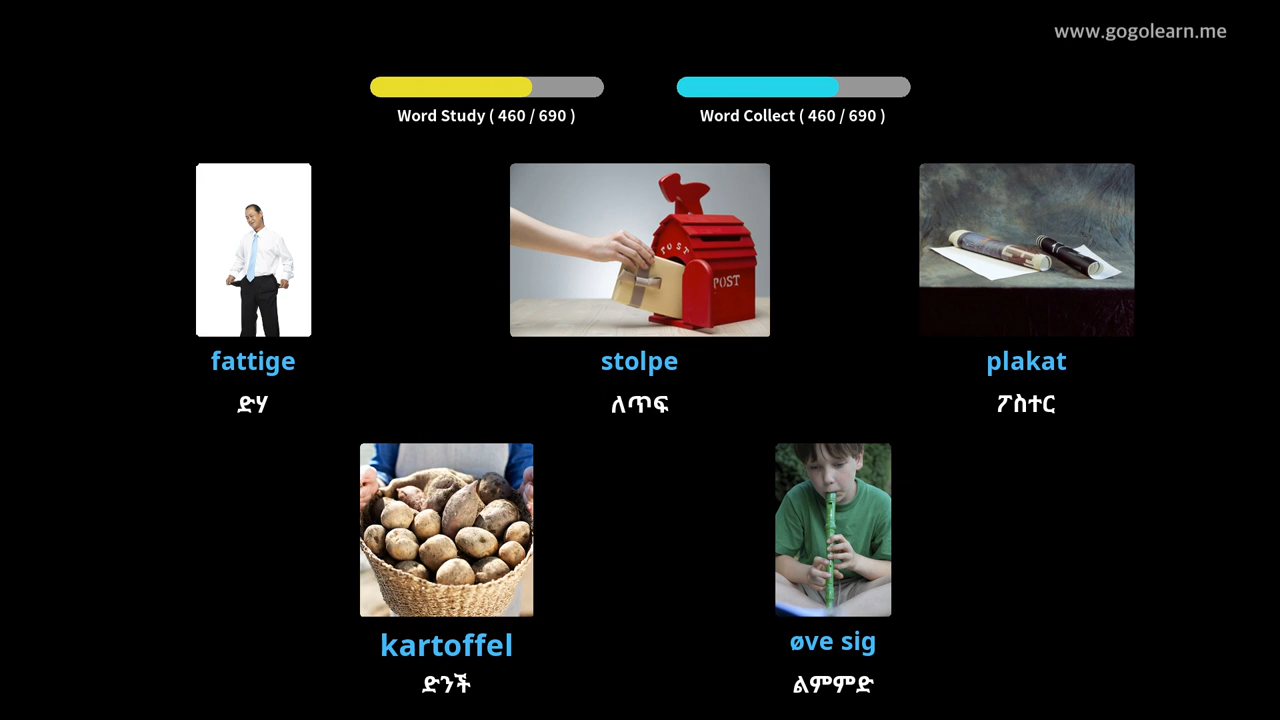 www.gogolearn.me
Word Study ( 460 / 690 )
Word Collect ( 460 / 690 )
POST
POST
fattige
stolpe
plakat
ድሃ
ለጥፍ
ፖስተር
kartoffel
øve sig
ድንች
ልምምድ